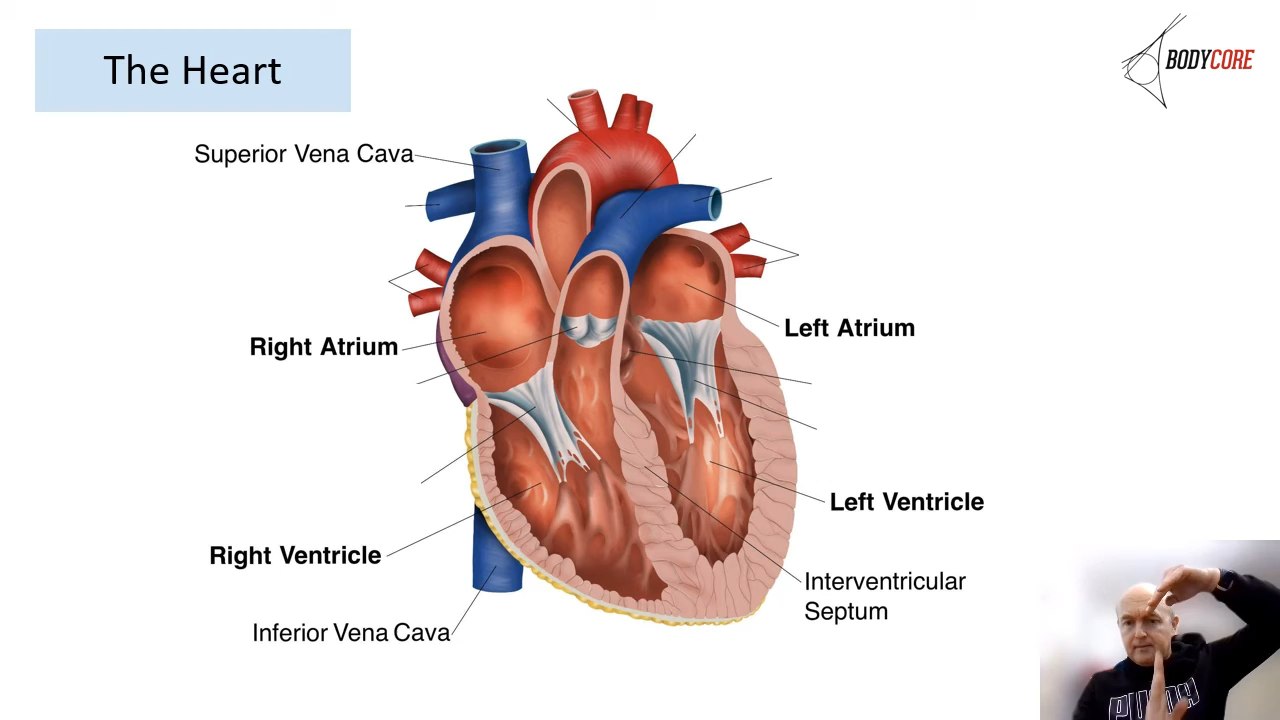 The Heart
BODYCORE
Superior Vena Cava
Right Atrium
Left Atrium
Left Ventricle
Right Ventricle
Interventricular
Septum
Inferior Vena Cava